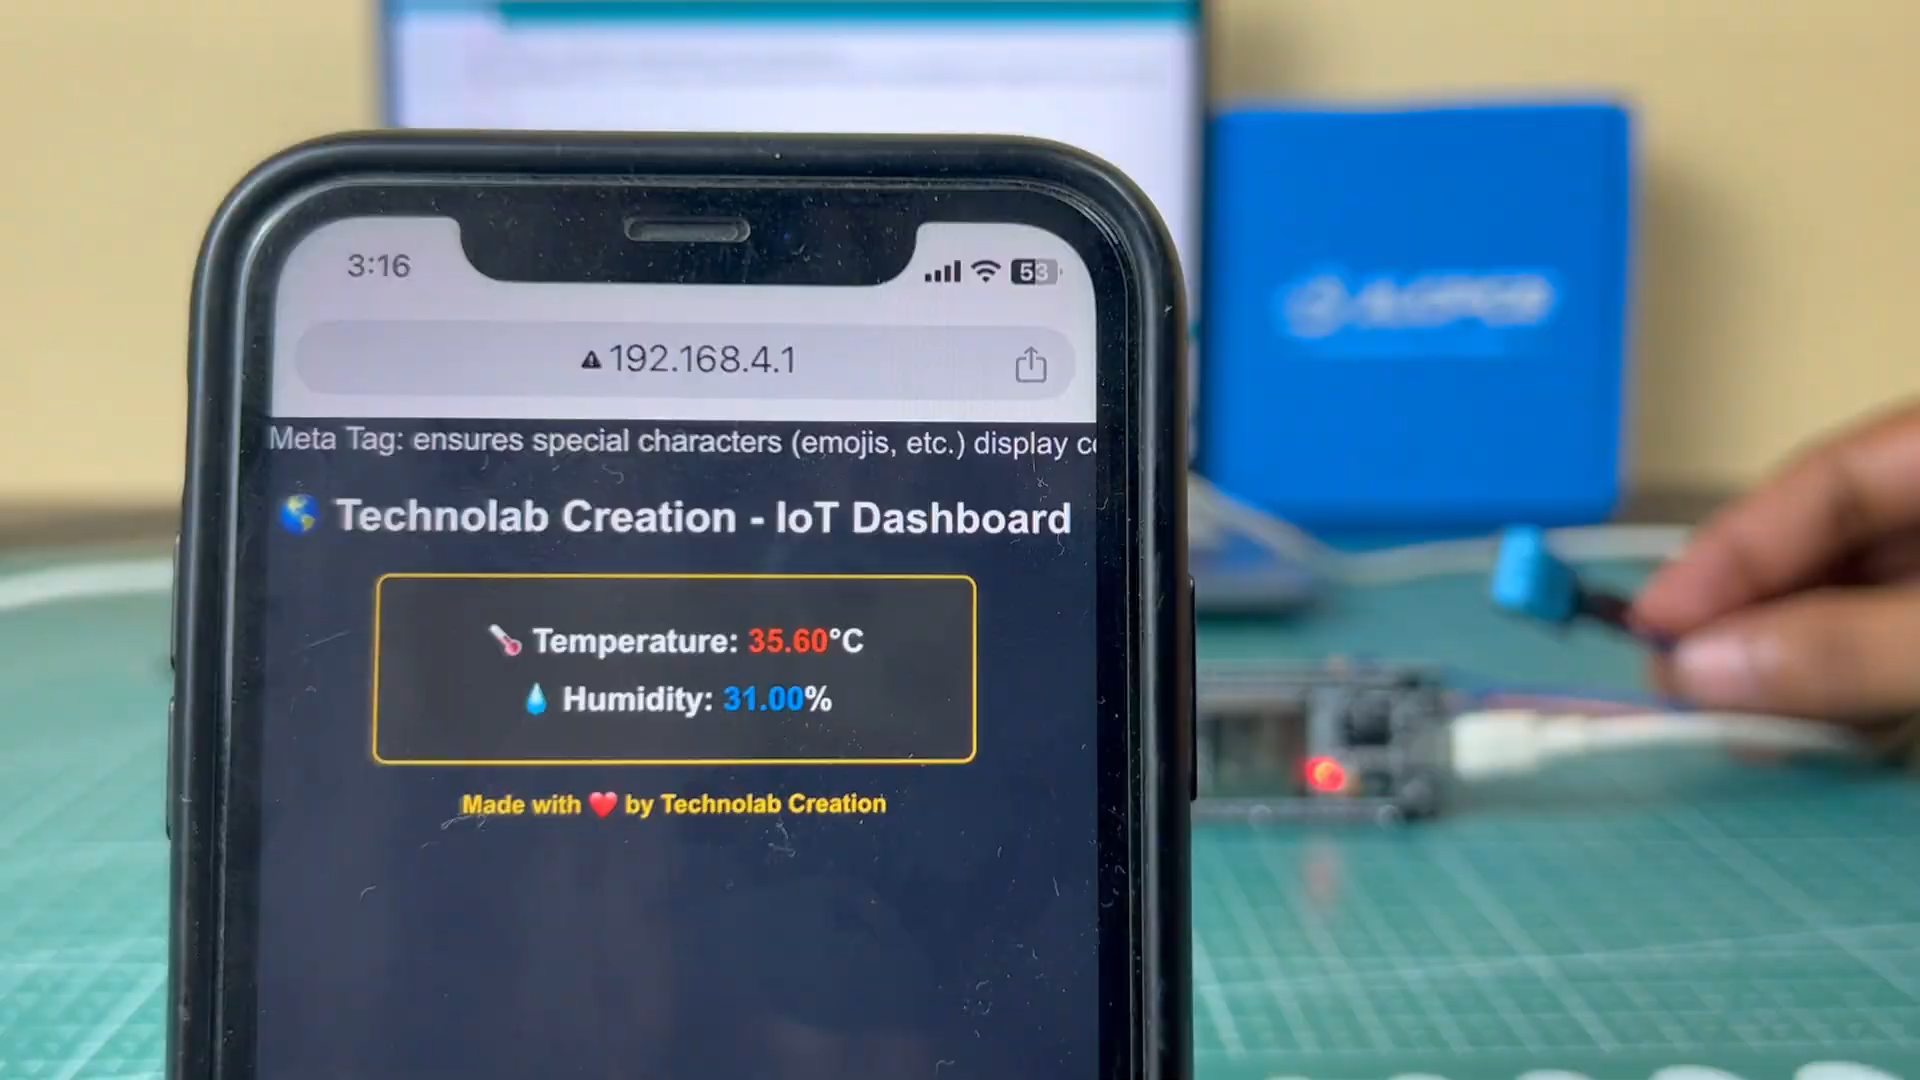 3:16
53
192.168.4.1
Meta Tag: ensures special characters (emojis, etc.) display
🌎 Technolab Creation - IoT Dashboard
🌡️ Temperature: 35.60°C
💧 Humidity: 31.00%
Made with ❤️ by Technolab Creation